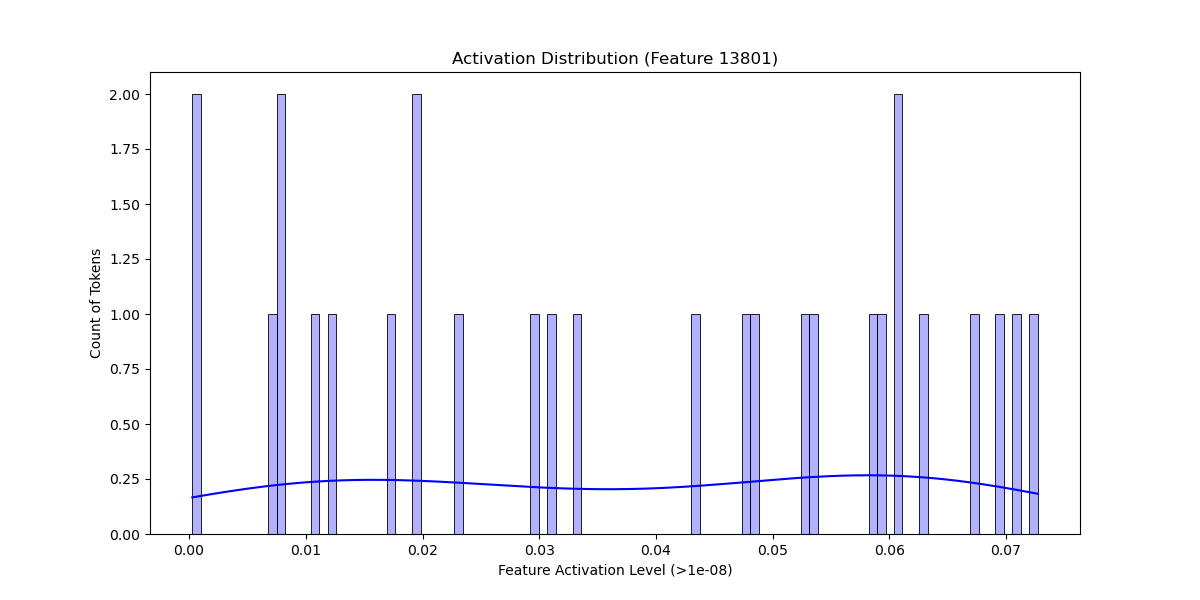 Activation Distribution (Feature 13801)
2.00
1.75
1.50
1.25
1.00
0.75
0.50
0.25
0.00
Count of Tokens
0.00 0.01 0.02 0.03 0.04 0.05 0.06 0.07
Feature Activation Level (>1e-08)